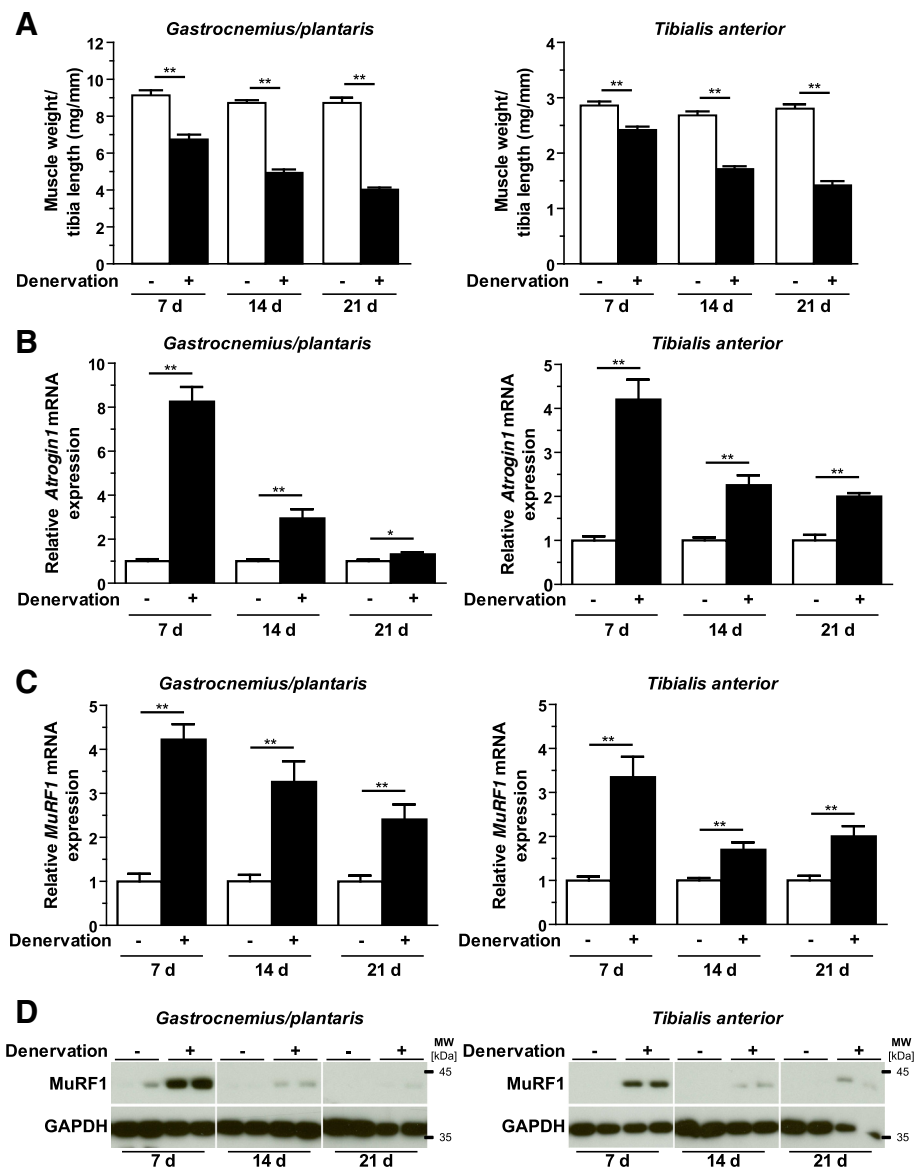 A
Gastrocnemius/plantaris
Tibialis anterior
Muscle weight/
tibia length (mg/mm)
12
10
8
6
4
2
0
** ** **
Denervation - + - + - +
7 d 14 d 21 d
Muscle weight/
tibia length (mg/mm)
4
3
2
1
0
** ** **
Denervation - + - + - +
7 d 14 d 21 d
B
Gastrocnemius/plantaris
Tibialis anterior
Relative Atrogin1 mRNA
expression
10
8
6
4
2
0
** ** *
Denervation - + - + - +
7 d 14 d 21 d
Relative Atrogin1 mRNA
expression
5
4
3
2
1
0
** ** **
Denervation - + - + - +
7 d 14 d 21 d
C
Gastrocnemius/plantaris
Tibialis anterior
Relative MuRF1 mRNA
expression
5
4
3
2
1
0
** ** **
Denervation - + - + - +
7 d 14 d 21 d
Relative MuRF1 mRNA
expression
5
4
3
2
1
0
** ** **
Denervation - + - + - +
7 d 14 d 21 d
D
Gastrocnemius/plantaris
Denervation - + - + - + MW
[kDa]
MuRF1 45
GAPDH 35
7 d 14 d 21 d
Tibialis anterior
Denervation - + - + - + MW
[kDa]
MuRF1 45
GAPDH 35
7 d 14 d 21 d